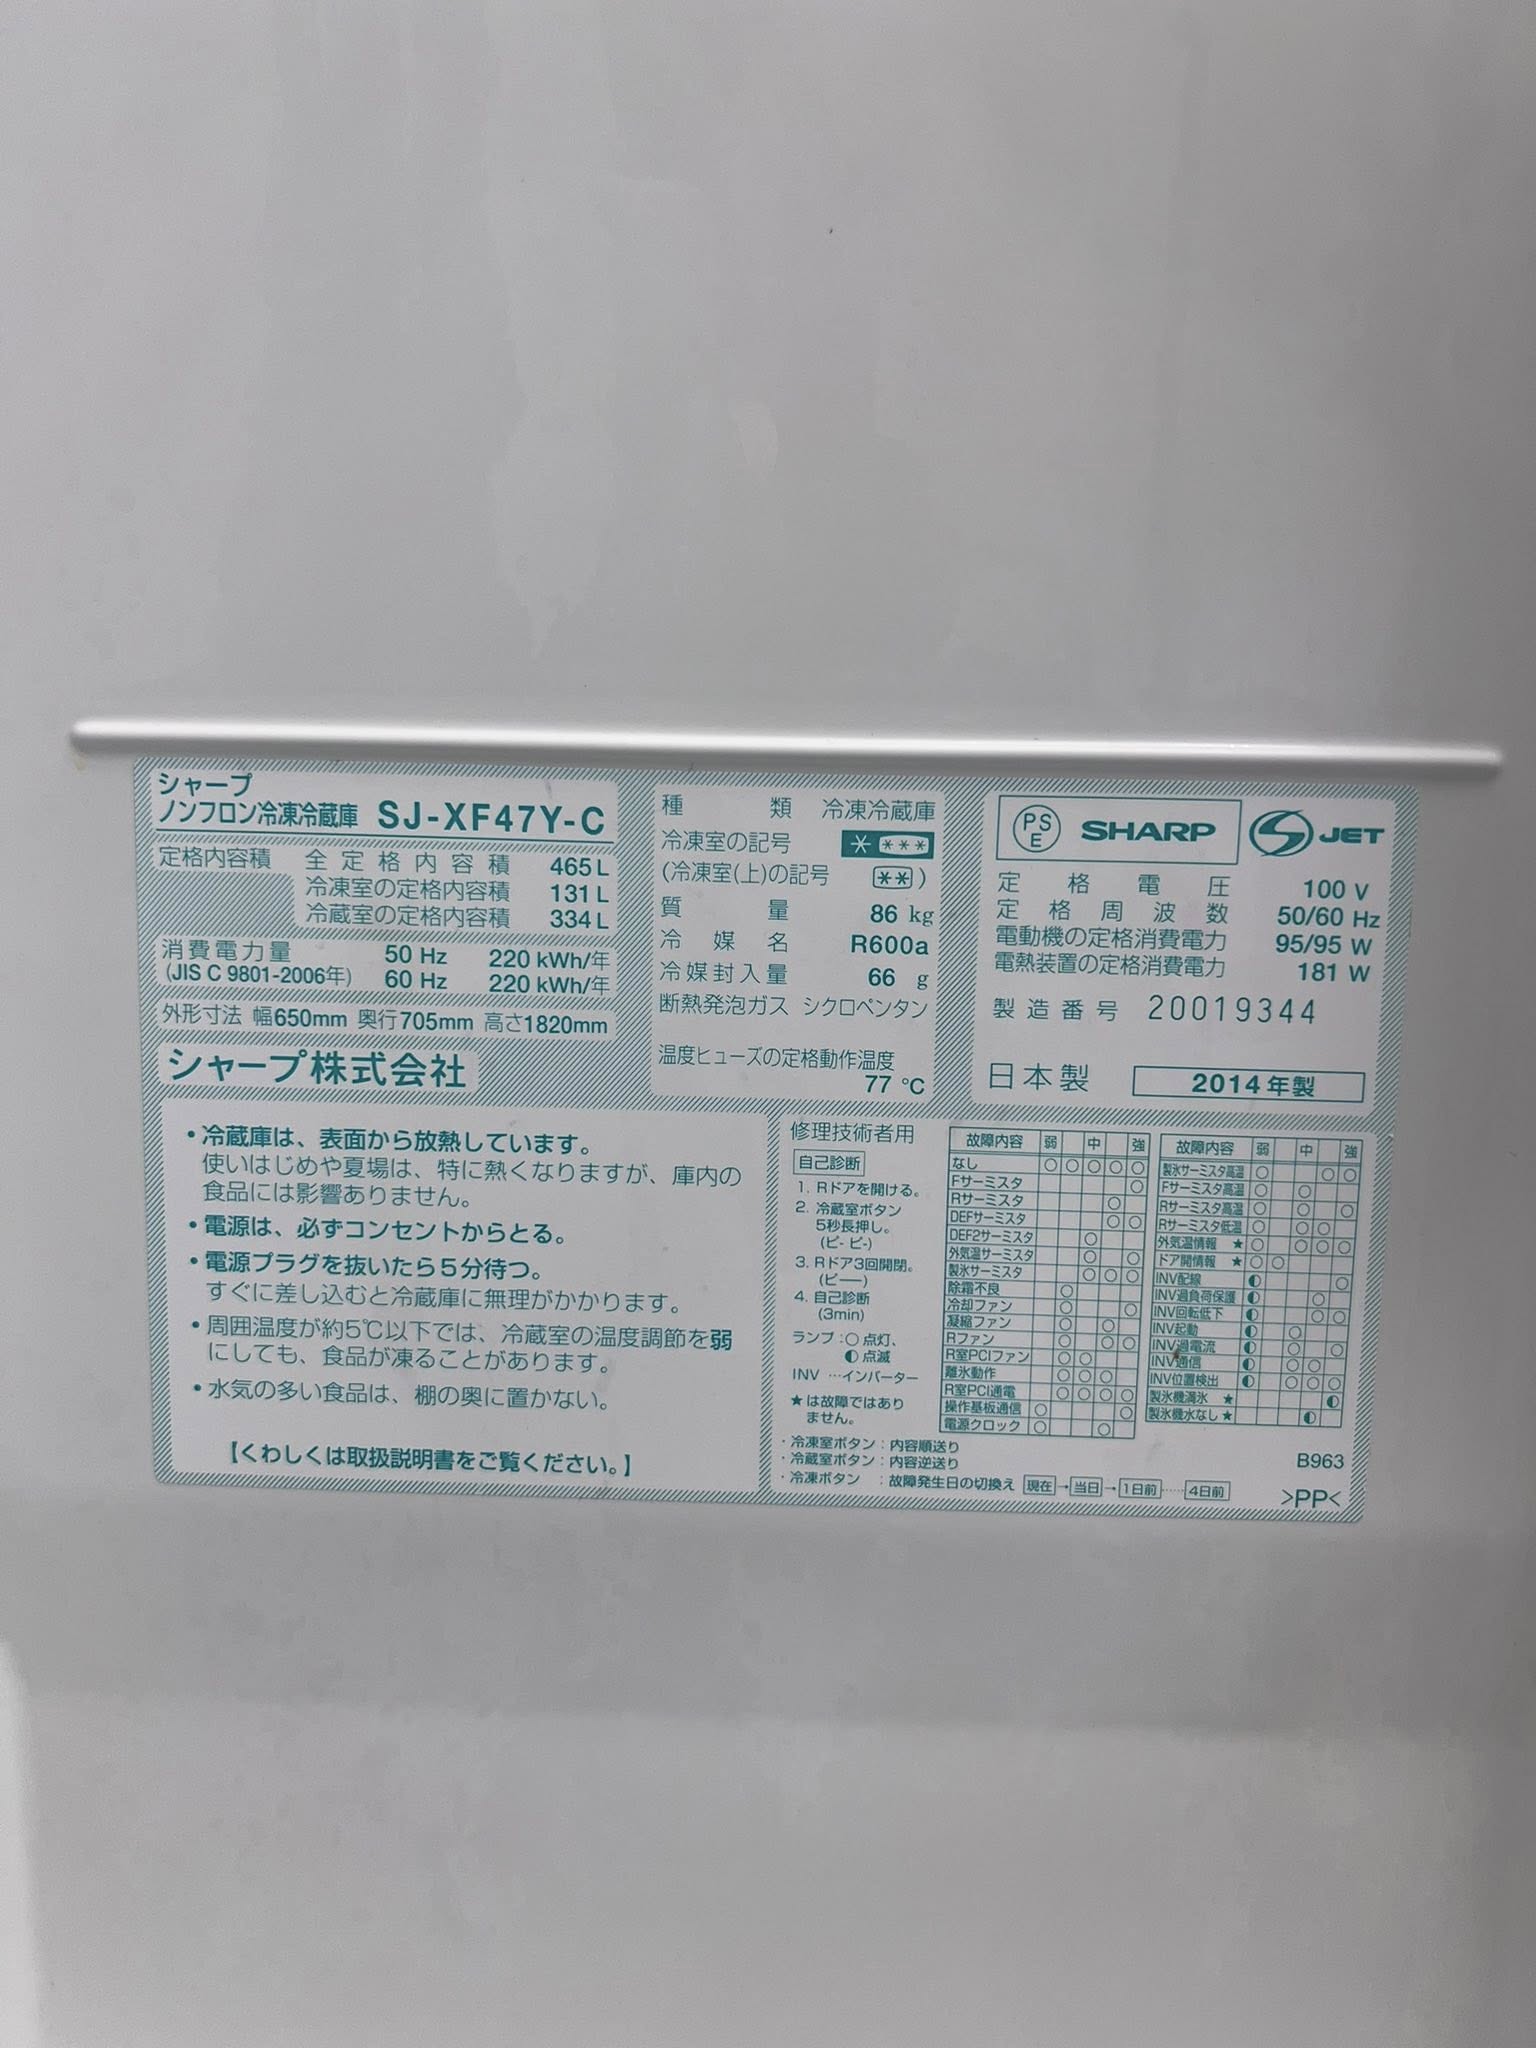 シャープ
ノンフロン冷凍冷蔵庫 SJ-XF47Y-C
定格内容積 全定格内容積 465L
冷凍室の定格内容積 131L
冷蔵室の定格内容積 334L
消費電力量 50 Hz 220 kWh/年
(JIS C 9801-2006年) 60 Hz 220 kWh/年
外形寸法 幅650mm 奥行705mm 高さ1820mm
シャープ株式会社
種類 冷凍冷蔵庫
冷凍室の記号 * ***
(冷凍室(上)の記号 ** )
質量 86 kg
冷媒名 R600a
冷媒封入量 66 g
断熱発泡ガス シクロペンタン
温度ヒューズの定格動作温度
77 ℃
PSE SHARP JET
定格電圧 100 V
定格周波数 50/60 Hz
電動機の定格消費電力 95/95 W
電熱装置の定格消費電力 181 W
製造番号 20019344
日本製 2014年製
•冷蔵庫は、表面から放熱しています。
使いはじめや夏場は、特に熱くなりますが、庫内の
食品には影響ありません。
•電源は、必ずコンセントからとる。
•電源プラグを抜いたら5分待つ。
すぐに差し込むと冷蔵庫に無理がかかります。
•周囲温度が約5℃以下では、冷蔵室の温度調節を弱
にしても、食品が凍ることがあります。
•水気の多い食品は、棚の奥に置かない。
【くわしくは取扱説明書をご覧ください。】
修理技術者用
自己診断
1. Rドアを開ける。
2. 冷蔵室ボタン
5秒長押し。
(ピ- ピ-)
3. Rドア3回開閉。
(ピー)
4. 自己診断
(3min)
ランプ:○点灯、
◐点滅
INV …インバーター
★は故障ではあり
ません。
故障内容 弱 中 強
なし ○ ○ ○ ○ ○
Fサーミスタ ○
Rサーミスタ ○
DEFサーミスタ ○ ○
DEF2サーミスタ ○
外気温サーミスタ ○ ○
製氷サーミスタ ○ ○ ○
除霜不良 ○
冷却ファン ○ ○
凝縮ファン ○ ○
Rファン ○ ○ ○
R室PCIファン ○ ○
離氷動作 ○ ○ ○
R室PCI通電 ○ ○ ○ ○
操作基板通信 ○ ○
電源クロック ○ ○
故障内容 弱 中 強
製氷サーミスタ高温 ○ ○ ○
Fサーミスタ高温 ○ ○
Rサーミスタ高温 ○ ○ ○
Rサーミスタ低温 ○ ○ ○
外気温情報 ★ ○ ○ ○ ○
ドア開情報 ★ ○ ○
INV配線 ◐ ○
INV過負荷保護 ◐ ○
INV回転低下 ◐ ○ ○
INV起動 ◐ ○
INV過電流 ◐ ○ ○
INV通信 ◐ ○ ○
INV位置検出 ◐ ○ ○ ○
製氷機満氷 ★ ◐
製氷機水なし ★ ◐
・冷凍室ボタン:内容順送り
・冷蔵室ボタン:内容逆送り
・冷凍ボタン :故障発生日の切換え 現在→当日→1日前……4日前
B963
>PP<